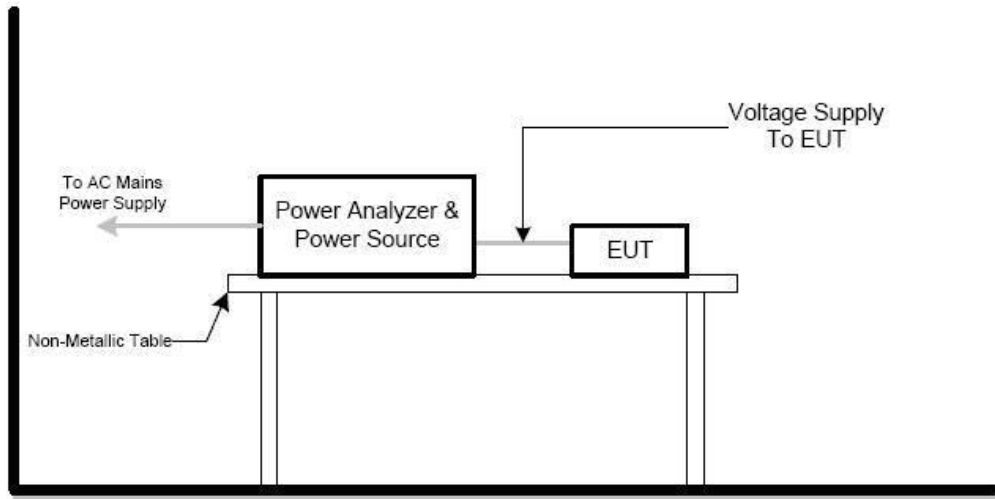 Voltage Supply
To EUT
To AC Mains
Power Supply
Power Analyzer &
Power Source
EUT
Non-Metallic Table